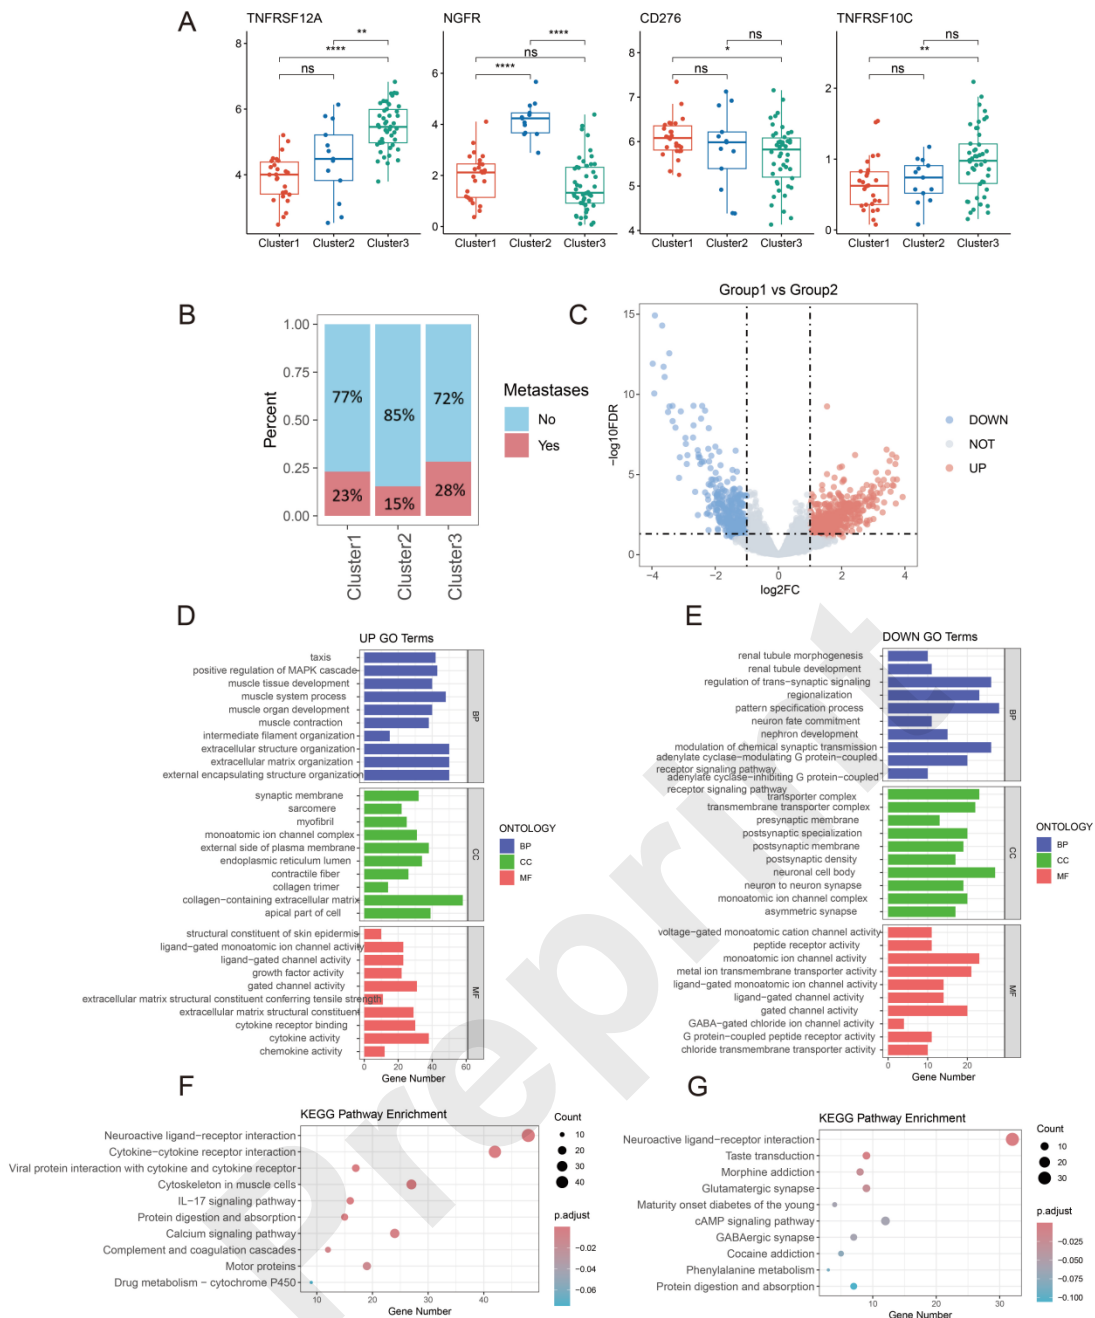 A
TNFRSF12A
NGFR
CD276
TNFRSF10C
**
****
ns
****
ns
****
ns
*
ns
ns
**
ns
8
6
4
6
4
2
0
7
8
7
6
5
4
2
1
0
Cluster1 Cluster2 Cluster3
Cluster1 Cluster2 Cluster3
Cluster1 Cluster2 Cluster3
Cluster1 Cluster2 Cluster3
B
Percent
1.00
0.75
0.50
0.25
0.00
77%
85%
72%
23%
15%
28%
Cluster1
Cluster2
Cluster3
Metastases
No
Yes
C
Group1 vs Group2
−log10FDR
15
10
5
0
−4 −2 0 2 4
log2FC
DOWN
NOT
UP
D
UP GO Terms
taxis
positive regulation of MAPK cascade
muscle tissue development
muscle system process
muscle organ development
muscle contraction
intermediate filament organization
extracellular structure organization
extracellular matrix organization
external encapsulating structure organization
BP
synaptic membrane
sarcomere
myofibril
monoatomic ion channel complex
external side of plasma membrane
endoplasmic reticulum lumen
contractile fiber
collagen trimer
collagen-containing extracellular matrix
apical part of cell
CC
structural constituent of skin epidermis
ligand-gated monoatomic ion channel activity
ligand-gated channel activity
growth factor activity
gated channel activity
extracellular matrix structural constituent conferring tensile strength
extracellular matrix structural constituent
cytokine receptor binding
cytokine activity
chemokine activity
MF
0 20 40 60
Gene Number
ONTOLOGY
BP
CC
MF
E
DOWN GO Terms
renal tubule morphogenesis
renal tubule development
regulation of trans-synaptic signaling
regionalization
pattern specification process
neuron fate commitment
nephron development
modulation of chemical synaptic transmission
adenylate cyclase-modulating G protein-coupled
receptor signaling pathway
adenylate cyclase-inhibiting G protein-coupled
receptor signaling pathway
BP
transporter complex
transmembrane transporter complex
presynaptic membrane
postsynaptic specialization
postsynaptic membrane
postsynaptic density
neuronal cell body
neuron to neuron synapse
monoatomic ion channel complex
asymmetric synapse
CC
voltage-gated monoatomic cation channel activity
peptide receptor activity
monoatomic ion channel activity
metal ion transmembrane transporter activity
ligand-gated monoatomic ion channel activity
ligand-gated channel activity
gated channel activity
GABA-gated chloride ion channel activity
G protein-coupled peptide receptor activity
chloride transmembrane transporter activity
MF
0 10 20
Gene Number
ONTOLOGY
BP
CC
MF
F
KEGG Pathway Enrichment
Neuroactive ligand−receptor interaction
Cytokine−cytokine receptor interaction
Viral protein interaction with cytokine and cytokine receptor
Cytoskeleton in muscle cells
IL−17 signaling pathway
Protein digestion and absorption
Calcium signaling pathway
Complement and coagulation cascades
Motor proteins
Drug metabolism − cytochrome P450
10 20 30 40
Gene Number
Count
10
20
30
40
p.adjust
−0.02
−0.04
−0.06
G
KEGG Pathway Enrichment
Neuroactive ligand−receptor interaction
Taste transduction
Morphine addiction
Glutamatergic synapse
Maturity onset diabetes of the young
cAMP signaling pathway
GABAergic synapse
Cocaine addiction
Phenylalanine metabolism
Protein digestion and absorption
10 20 30
Gene Number
Count
10
20
30
p.adjust
−0.025
−0.050
−0.075
−0.100
Preprint